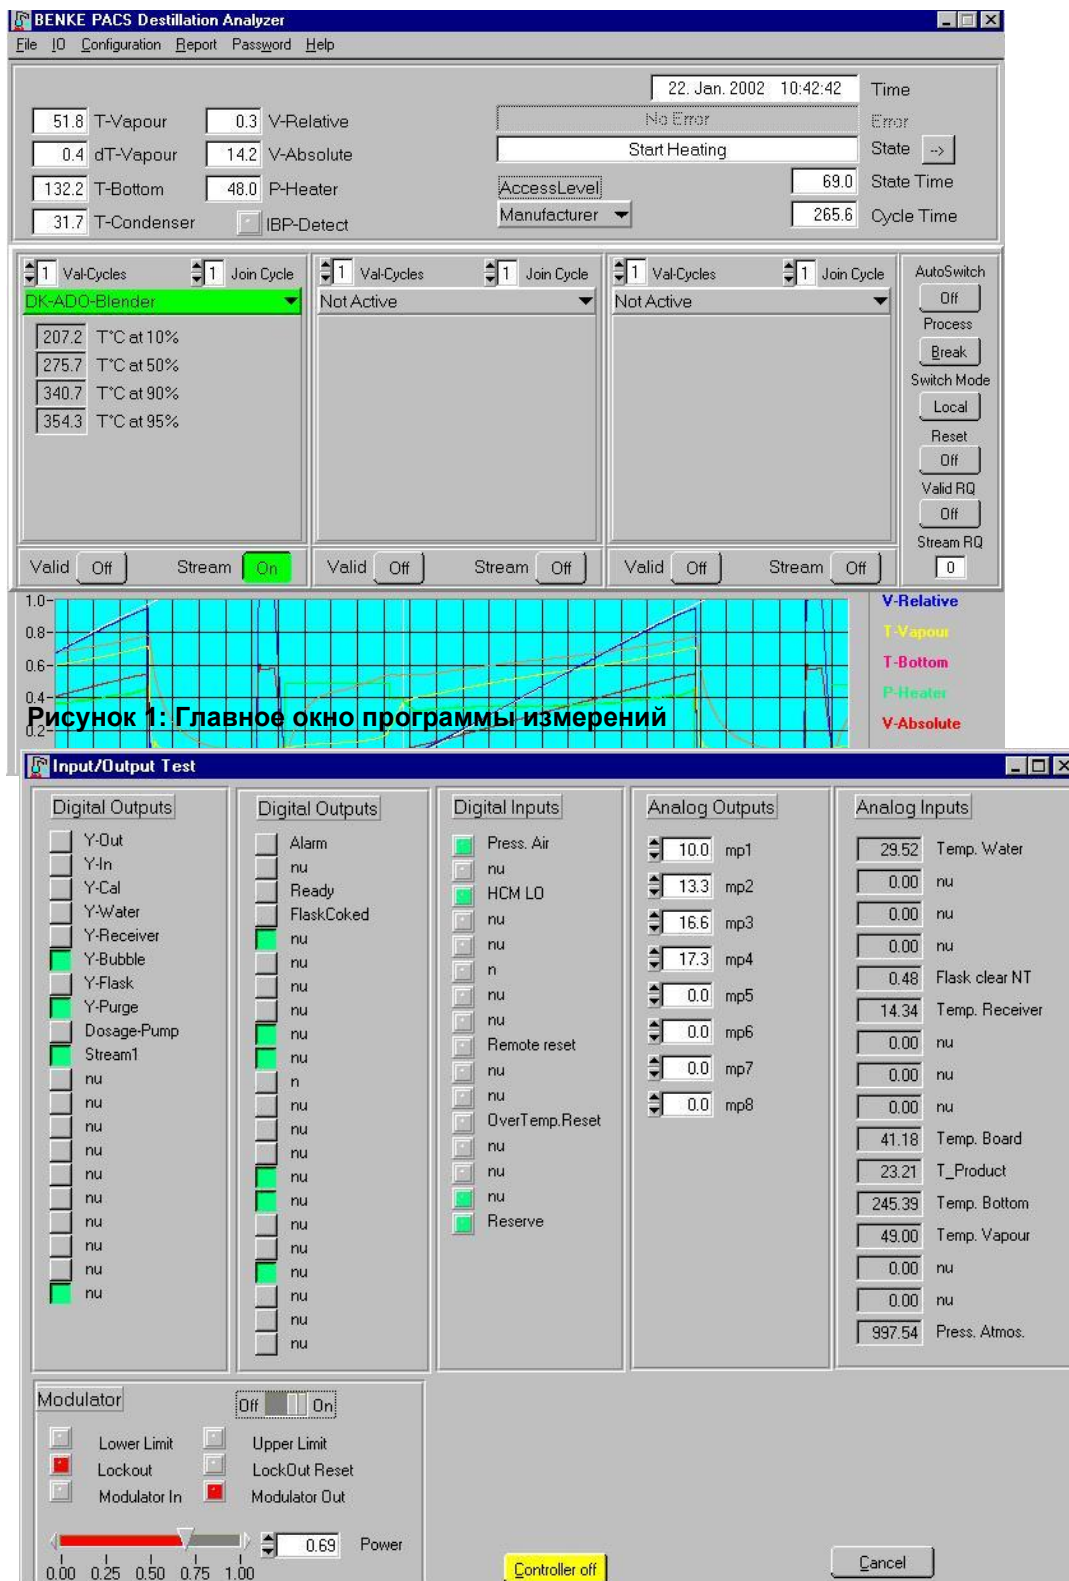 BENKE PACS Destillation Analyzer
File IO Configuration Report Password Help
22. Jan. 2002 10:42:42 Time
51.8 T-Vapour 0.3 V-Relative No Error Error
0.4 dT-Vapour 14.2 V-Absolute Start Heating State -->
132.2 T-Bottom 48.0 P-Heater AccessLevel 69.0 State Time
31.7 T-Condenser IBP-Detect Manufacturer 265.6 Cycle Time
1 Val-Cycles 1 Join Cycle 1 Val-Cycles 1 Join Cycle 1 Val-Cycles 1 Join Cycle AutoSwitch
DK-ADO-Blender Not Active Not Active Off
207.2 T°C at 10% Process
275.7 T°C at 50% Break
340.7 T°C at 90% Switch Mode
354.3 T°C at 95% Local
Reset
Off
Valid RQ
Off
Stream RQ
Valid Off Stream On Valid Off Stream Off Valid Off Stream Off 0
1.0 V-Relative
0.8 T-Vapour
0.6 T-Bottom
0.4 P-Heater
Рисунок 1: Главное окно программы измерений
0.2 V-Absolute
Input/Output Test
Digital Outputs
Y-Out
Y-In
Y-Cal
Y-Water
Y-Receiver
Y-Bubble
Y-Flask
Y-Purge
Dosage-Pump
Stream1
nu
nu
nu
nu
nu
nu
nu
nu
nu
nu
Digital Outputs
Alarm
nu
Ready
FlaskCoked
nu
nu
nu
nu
nu
nu
n
nu
nu
nu
nu
nu
nu
nu
nu
nu
nu
nu
Digital Inputs
Press. Air
nu
HCM LO
nu
nu
n
nu
nu
Remote reset
nu
nu
OverTemp.Reset
nu
nu
nu
Reserve
Analog Outputs
10.0 mp1
13.3 mp2
16.6 mp3
17.3 mp4
0.0 mp5
0.0 mp6
0.0 mp7
0.0 mp8
Analog Inputs
29.52 Temp. Water
0.00 nu
0.00 nu
0.00 nu
0.48 Flask clear NT
14.34 Temp. Receiver
0.00 nu
0.00 nu
0.00 nu
41.18 Temp. Board
23.21 T_Product
245.39 Temp. Bottom
49.00 Temp. Vapour
0.00 nu
0.00 nu
997.54 Press. Atmos.
Modulator Off On
Lower Limit Upper Limit
Lockout LockOut Reset
Modulator In Modulator Out
0.69 Power
0.00 0.25 0.50 0.75 1.00
Controller off Cancel